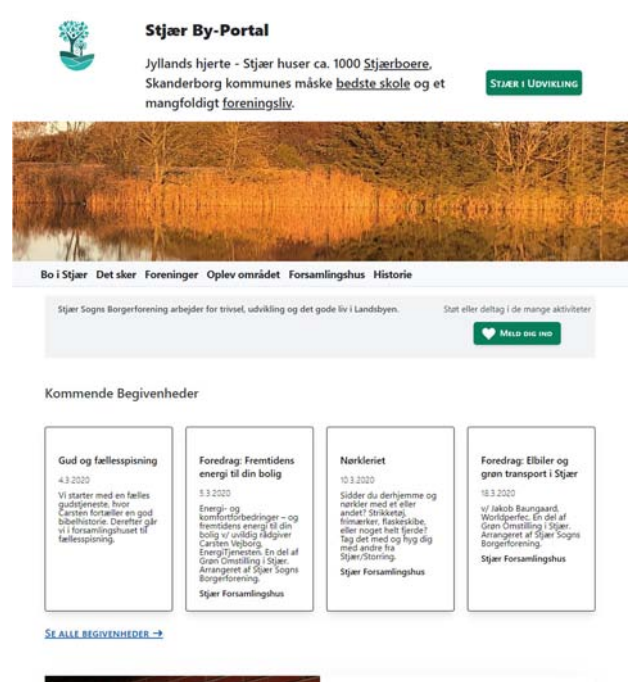 Stjær By-Portal
Jyllands hjerte - Stjær huser ca. 1000 Stjærboere,
Skanderborg kommunes måske bedste skole og et
mangfoldigt foreningsliv.
Stjær i Udvikling
Bo i Stjær Det sker Foreninger Oplev området Forsamlingshus Historie
Stjær Sogns Borgerforening arbejder for trivsel, udvikling og det gode liv i Landsbyen.
Støt eller deltag i de mange aktiviteter
Meld dig ind
Kommende Begivenheder
Gud og fællesspisning
4.3.2020
Vi starter med en fælles
gudstjeneste, hvor
Carsten fortæller en god
bibelhistorie. Derefter går
vi i forsamlingshuset til
fællesspisning.
Foredrag: Fremtidens
energi til din bolig
5.3.2020
Energi- og
komfortforbedringer – og
fremtidens energi til din
bolig v/ uvildig rådgiver
Carsten Vejborg,
EnergiTjenesten. En del af
Grøn Omstilling i Stjær.
Arrangeret af Stjær Sogns
Borgerforening.
Stjær Forsamlingshus
Nørkleriet
10.3.2020
Sidder du derhjemme og
nørkler med et eller
andet? Strikketøj,
frimærker, flaskeskibe,
eller noget helt fjerde?
Tag det med og hyg dig
med andre fra
Stjær/Storring.
Stjær Forsamlingshus
Foredrag: Elbiler og
grøn transport i Stjær
18.3.2020
v/ Jakob Baungaard,
Worldperfec. En del af
Grøn Omstilling i Stjær.
Arrangeret af Stjær Sogns
Borgerforening.
Stjær Forsamlingshus
Se alle begivenheder →